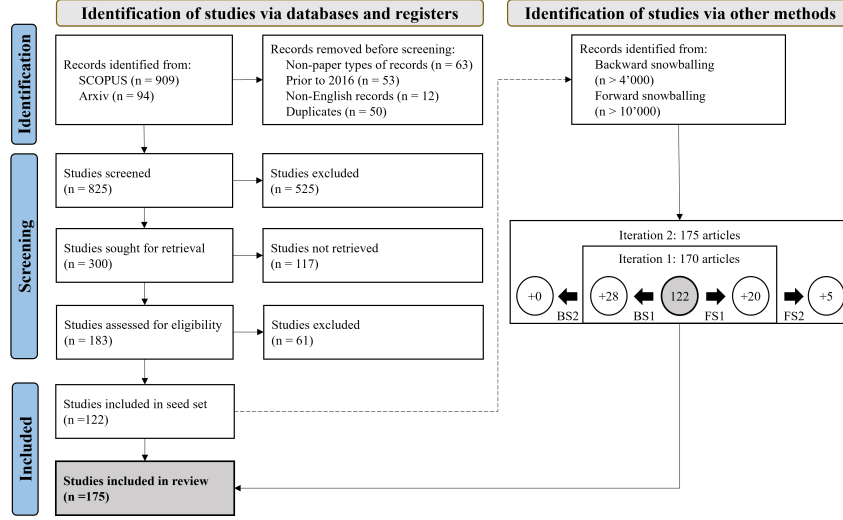 Identification of studies via databases and registers
Identification of studies via other methods
Identification
Records identified from:
SCOPUS (n = 909)
Arxiv (n = 94)
Records removed before screening:
Non-paper types of records (n = 63)
Prior to 2016 (n = 53)
Non-English records (n = 12)
Duplicates (n = 50)
Records identified from:
Backward snowballing
(n > 4’000)
Forward snowballing
(n > 10’000)
Screening
Studies screened
(n = 825)
Studies excluded
(n = 525)
Studies sought for retrieval
(n = 300)
Studies not retrieved
(n = 117)
Studies assessed for eligibility
(n = 183)
Studies excluded
(n = 61)
Iteration 2: 175 articles
Iteration 1: 170 articles
+0
BS2
+28
BS1
122
FS1
+20
FS2
+5
Included
Studies included in seed set
(n =122)
Studies included in review
(n =175)